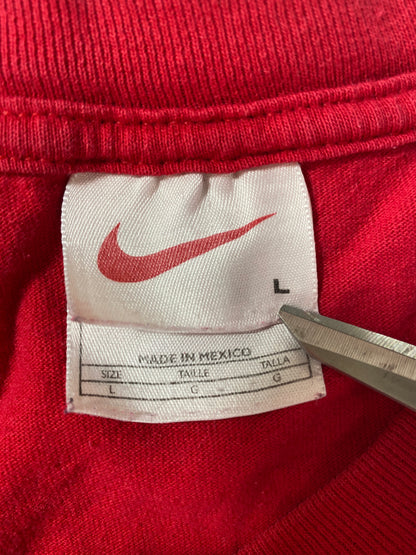 L
MADE IN MEXICO
SIZE TAILLE TALLA
L G G